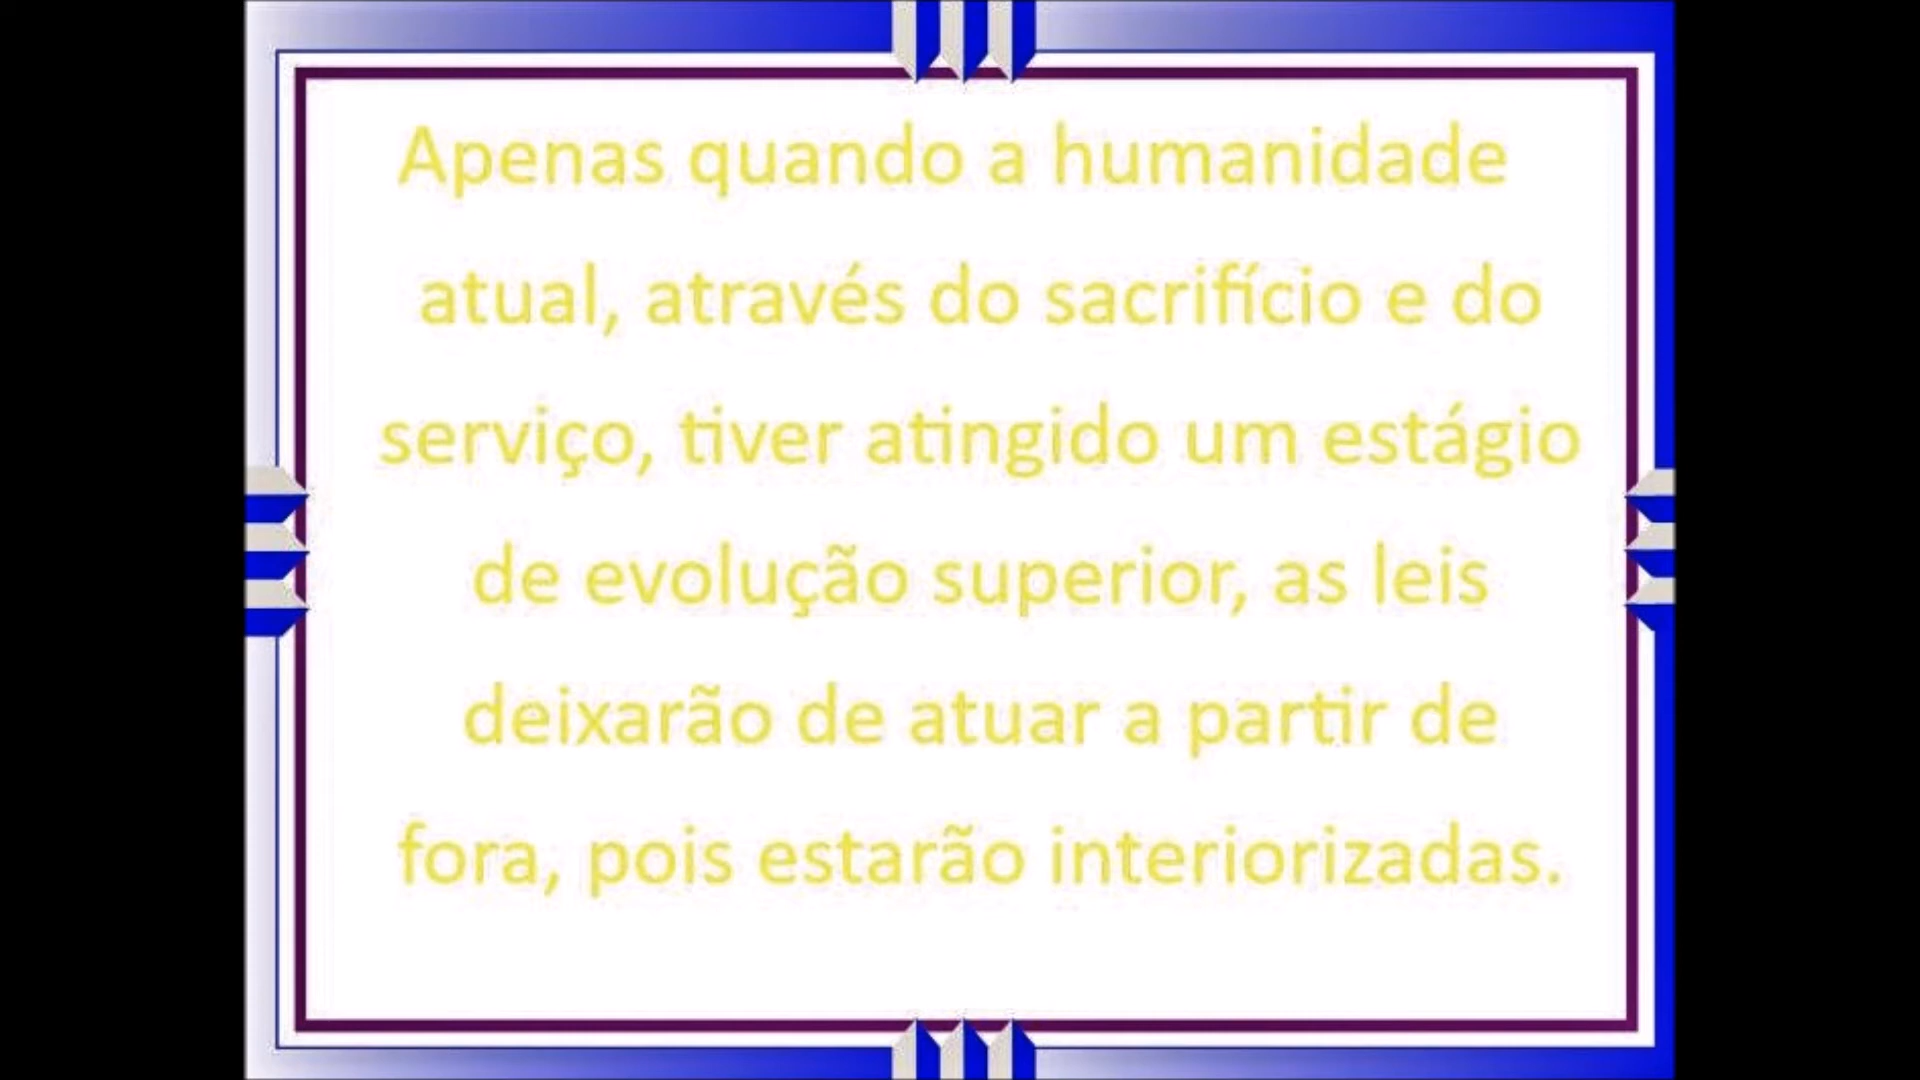 Apenas quando a humanidade
atual, através do sacrifício e do
serviço, tiver atingido um estágio
de evolução superior, as leis
deixarão de atuar a partir de
fora, pois estarão interiorizadas.